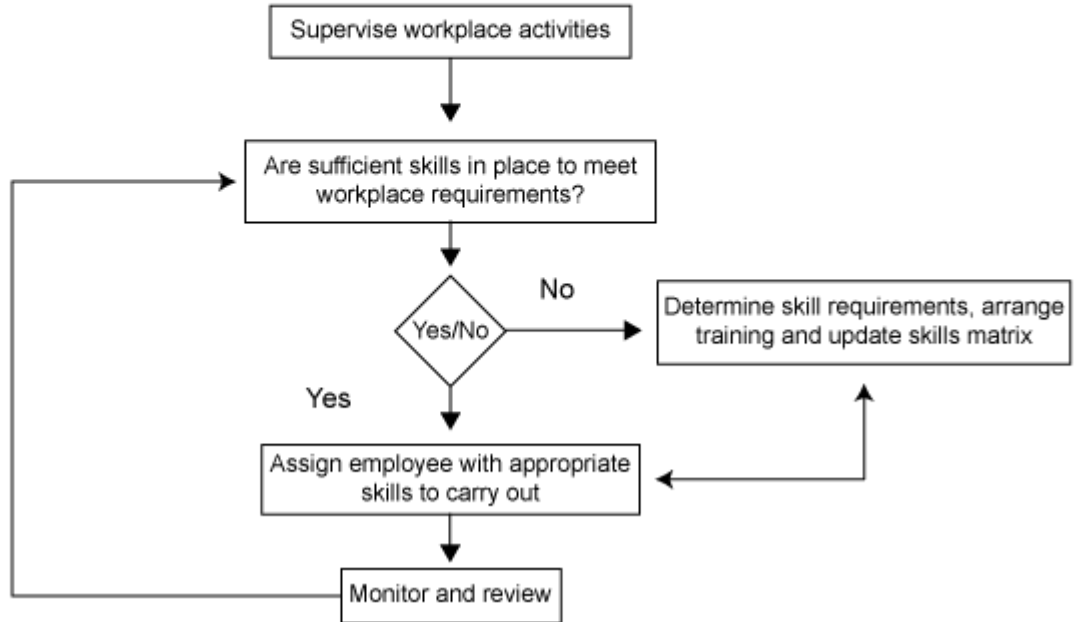 Supervise workplace activities
Are sufficient skills in place to meet
workplace requirements?
No
Yes/No
Determine skill requirements, arrange
training and update skills matrix
Yes
Assign employee with appropriate
skills to carry out
Monitor and review